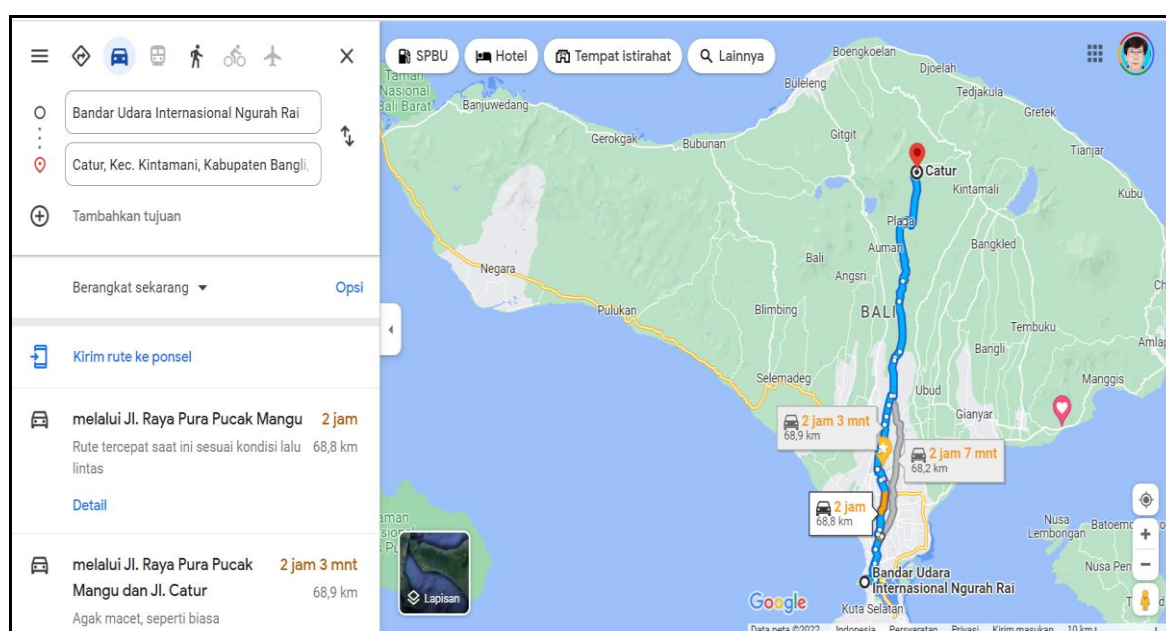 Bandar Udara Internasional Ngurah Rai
Catur, Kec. Kintamani, Kabupaten Bangli,
Tambahkan tujuan
Berangkat sekarang
Opsi
Kirim rute ke ponsel
melalui Jl. Raya Pura Pucak Mangu 2 jam
Rute tercepat saat ini sesuai kondisi lalu 68,8 km
lintas
Detail
melalui Jl. Raya Pura Pucak 2 jam 3 mnt
Mangu dan Jl. Catur 68,9 km
Agak macet, seperti biasa
SPBU
Hotel
Tempat istirahat
Lainnya
Taman
Nasional
Bali Barat
Banjuwedang
Gerokgak
Bubunan
Buleleng
Boengkoelan
Djoelah
Tedjakula
Gretek
Gitgit
Tianjar
Catur
Kintamali
Kubu
Plaga
Auman
Bangkled
Bali
Angsri
Negara
Pulukan
Blimbing
BALI
Tembuku
Bangli
Selemadeg
Manggis
Ubud
Gianyar
2 jam 3 mnt
68,9 km
2 jam 7 mnt
68,2 km
2 jam
68,8 km
Nusa
Lembongan
Nusa Pen
Bandar Udara
Internasional Ngurah Rai
Kuta Selatan
Lapisan
Google
Data peta ©2022 Indonesia Persyaratan Privasi Kirim masukan 10 km